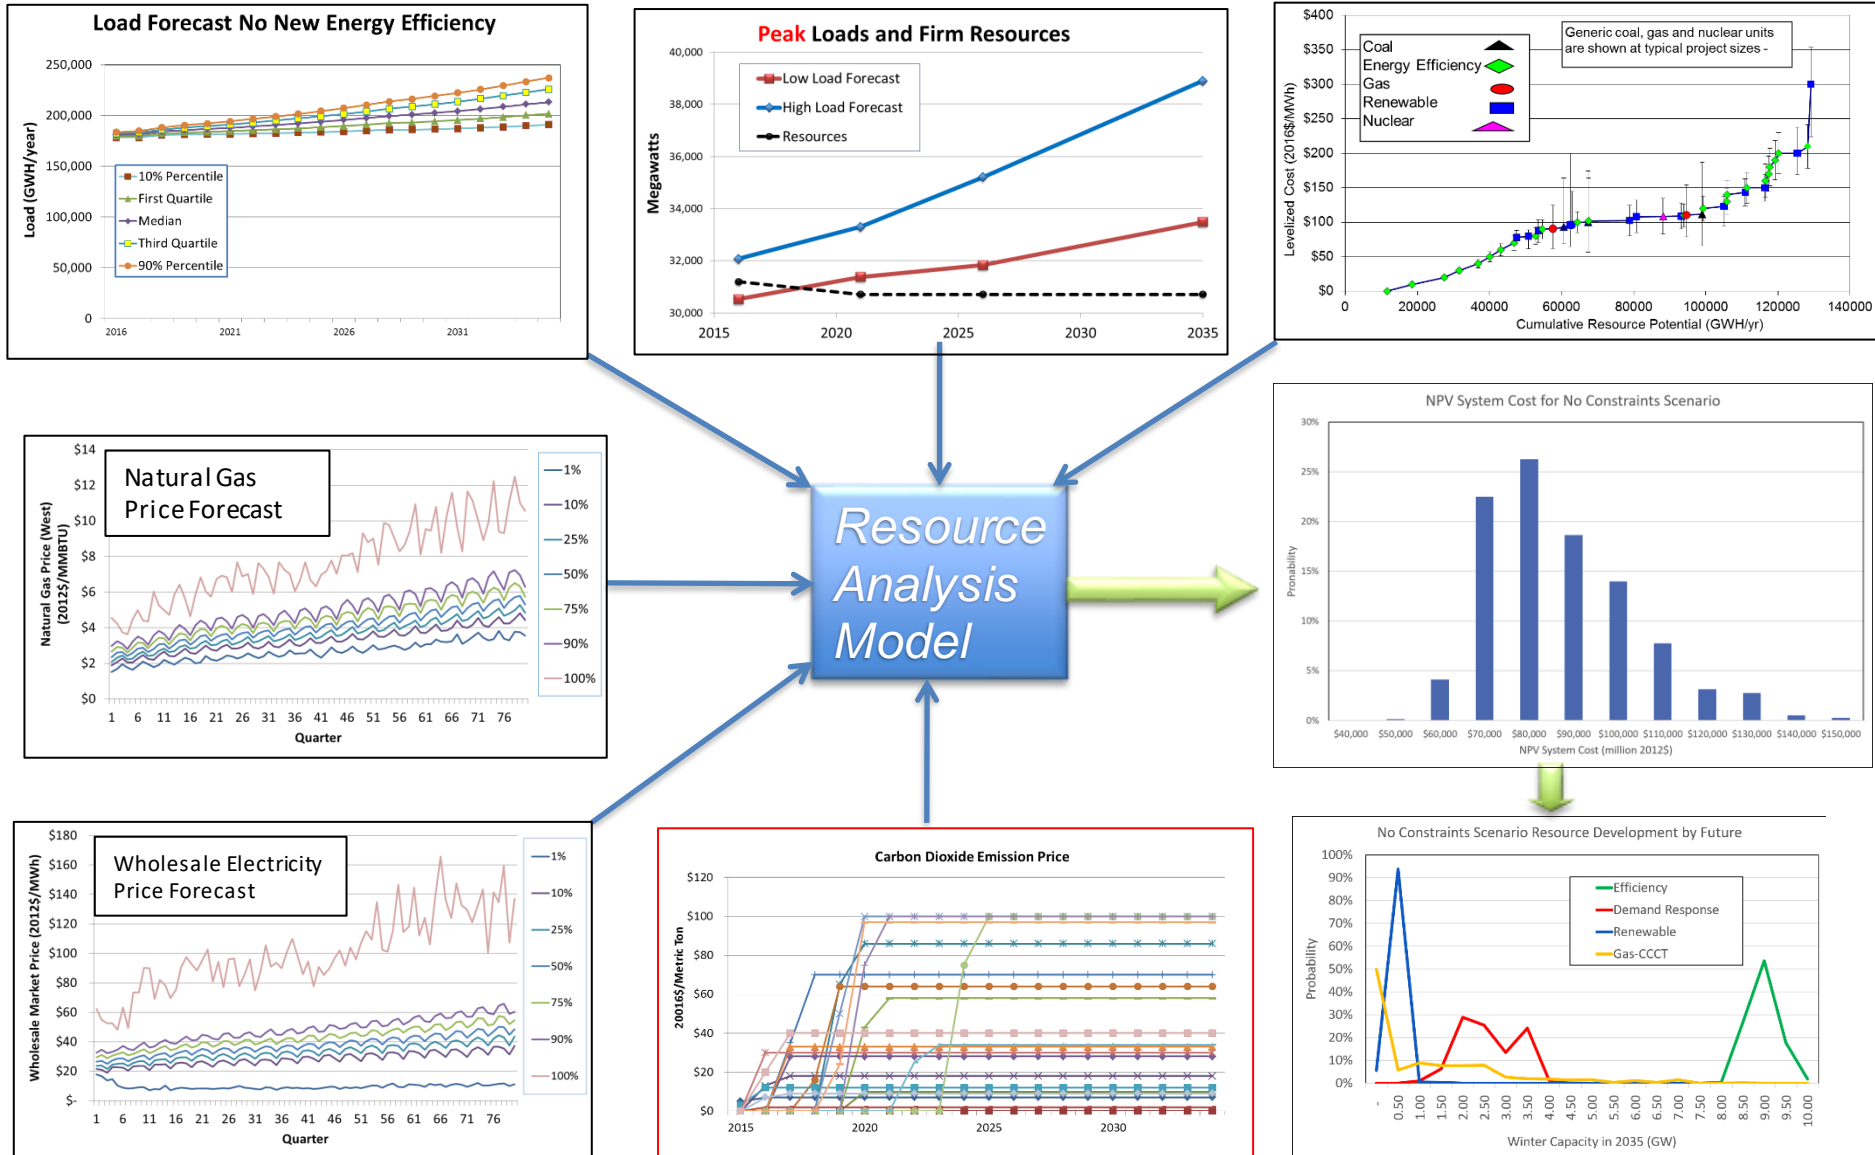 Load Forecast No New Energy Efficiency
Load (GWH/year)
250,000
200,000
150,000
100,000
50,000
0
10% Percentile
First Quartile
Median
Third Quartile
90% Percentile
2016 2021 2026 2031
Peak Loads and Firm Resources
Megawatts
40,000
38,000
36,000
34,000
32,000
30,000
Low Load Forecast
High Load Forecast
Resources
2015 2020 2025 2030 2035
Levelized Cost (2016$/MWh)
$400
$350
$300
$250
$200
$150
$100
$50
$0
Coal
Energy Efficiency
Gas
Renewable
Nuclear
Generic coal, gas and nuclear units
are shown at typical project sizes -
0 20000 40000 60000 80000 100000 120000 140000
Cumulative Resource Potential (GWH/yr)
Natural Gas
Price Forecast
Natural Gas Price (West)
(2012$/MMBTU)
$14
$12
$10
$8
$6
$4
$2
$0
1%
10%
25%
50%
75%
90%
100%
1 6 11 16 21 26 31 36 41 46 51 56 61 66 71 76
Quarter
Resource
Analysis
Model
NPV System Cost for No Constraints Scenario
Pronability
30%
25%
20%
15%
10%
5%
0%
$40,000 $50,000 $60,000 $70,000 $80,000 $90,000 $100,000 $110,000 $120,000 $130,000 $140,000 $150,000
NPV System Cost (million 2012$)
Wholesale Electricity
Price Forecast
Wholesale Market Price (2012$/MWh)
$180
$160
$140
$120
$100
$80
$60
$40
$20
$-
1%
10%
25%
50%
75%
90%
100%
1 6 11 16 21 26 31 36 41 46 51 56 61 66 71 76
Quarter
Carbon Dioxide Emission Price
20016$/Metric Ton
$120
$100
$80
$60
$40
$20
$0
2015 2020 2025 2030
No Constraints Scenario Resource Development by Future
Probability
100%
90%
80%
70%
60%
50%
40%
30%
20%
10%
0%
Efficiency
Demand Response
Renewable
Gas-CCCT
- 0.50 1.00 1.50 2.00 2.50 3.00 3.50 4.00 4.50 5.00 5.50 6.00 6.50 7.00 7.50 8.00 8.50 9.00 9.50 10.00
Winter Capacity in 2035 (GW)